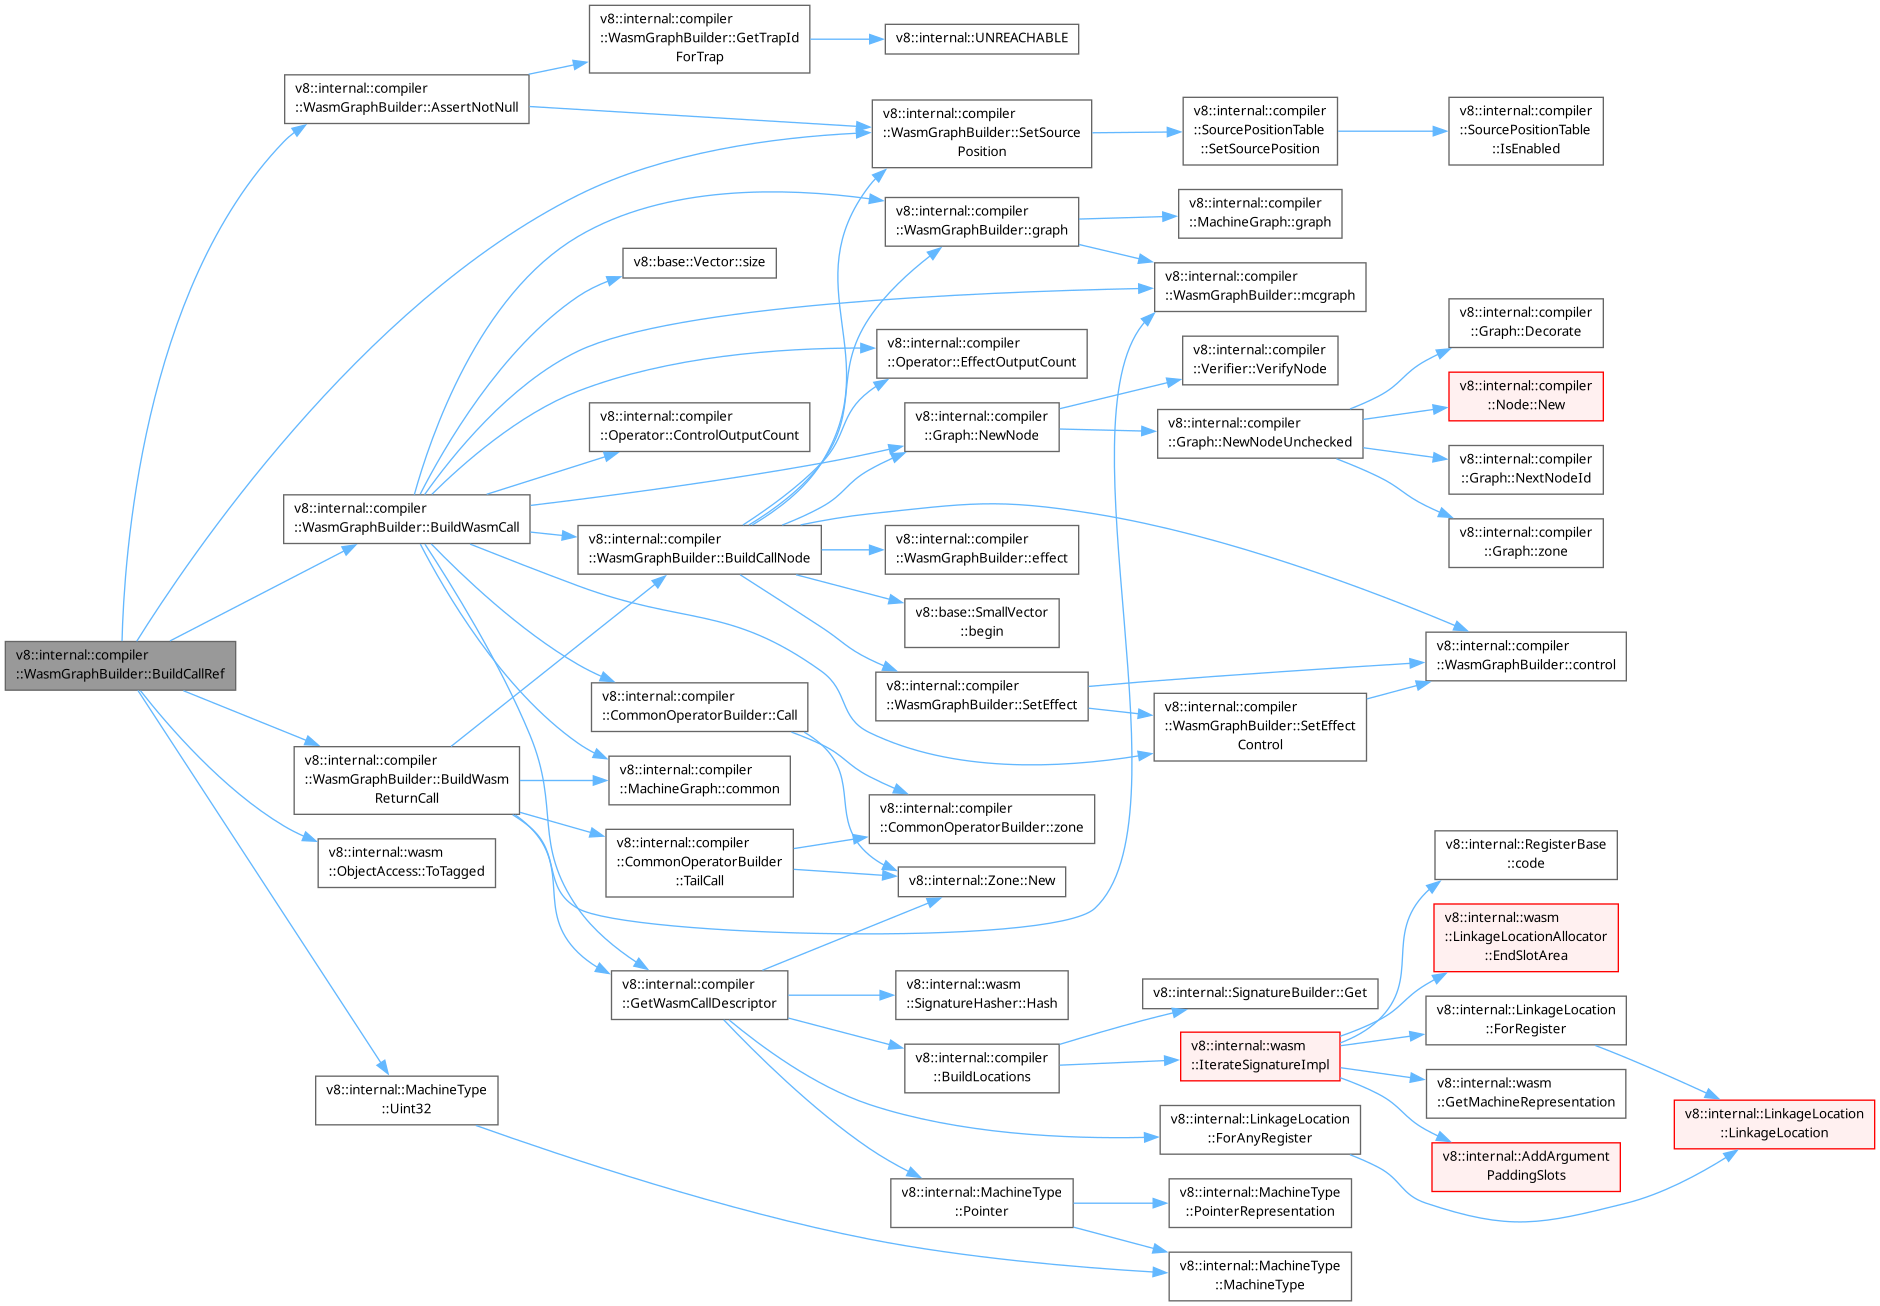 v8::internal::compiler
::WasmGraphBuilder::BuildCallRef
v8::internal::compiler
::WasmGraphBuilder::AssertNotNull
v8::internal::compiler
::WasmGraphBuilder::GetTrapId
ForTrap
v8::internal::UNREACHABLE
v8::internal::compiler
::WasmGraphBuilder::SetSource
Position
v8::internal::compiler
::SourcePositionTable
::SetSourcePosition
v8::internal::compiler
::SourcePositionTable
::IsEnabled
v8::internal::compiler
::WasmGraphBuilder::graph
v8::internal::compiler
::MachineGraph::graph
v8::base::Vector::size
v8::internal::compiler
::WasmGraphBuilder::mcgraph
v8::internal::compiler
::Operator::EffectOutputCount
v8::internal::compiler
::Graph::Decorate
v8::internal::compiler
::Verifier::VerifyNode
v8::internal::compiler
::Node::New
v8::internal::compiler
::Operator::ControlOutputCount
v8::internal::compiler
::Graph::NewNode
v8::internal::compiler
::Graph::NewNodeUnchecked
v8::internal::compiler
::Graph::NextNodeId
v8::internal::compiler
::Graph::zone
v8::internal::compiler
::WasmGraphBuilder::BuildWasmCall
v8::internal::compiler
::WasmGraphBuilder::BuildCallNode
v8::internal::compiler
::WasmGraphBuilder::effect
v8::base::SmallVector
::begin
v8::internal::compiler
::WasmGraphBuilder::control
v8::internal::compiler
::WasmGraphBuilder::SetEffect
v8::internal::compiler
::WasmGraphBuilder::SetEffect
Control
v8::internal::compiler
::CommonOperatorBuilder::Call
v8::internal::compiler
::WasmGraphBuilder::BuildWasm
ReturnCall
v8::internal::compiler
::MachineGraph::common
v8::internal::compiler
::CommonOperatorBuilder::zone
v8::internal::wasm
::ObjectAccess::ToTagged
v8::internal::compiler
::CommonOperatorBuilder
::TailCall
v8::internal::Zone::New
v8::internal::RegisterBase
::code
v8::internal::wasm
::LinkageLocationAllocator
::EndSlotArea
v8::internal::compiler
::GetWasmCallDescriptor
v8::internal::wasm
::SignatureHasher::Hash
v8::internal::SignatureBuilder::Get
v8::internal::LinkageLocation
::ForRegister
v8::internal::compiler
::BuildLocations
v8::internal::wasm
::IterateSignatureImpl
v8::internal::wasm
::GetMachineRepresentation
v8::internal::MachineType
::Uint32
v8::internal::LinkageLocation
::ForAnyRegister
v8::internal::LinkageLocation
::LinkageLocation
v8::internal::AddArgument
PaddingSlots
v8::internal::MachineType
::Pointer
v8::internal::MachineType
::PointerRepresentation
v8::internal::MachineType
::MachineType